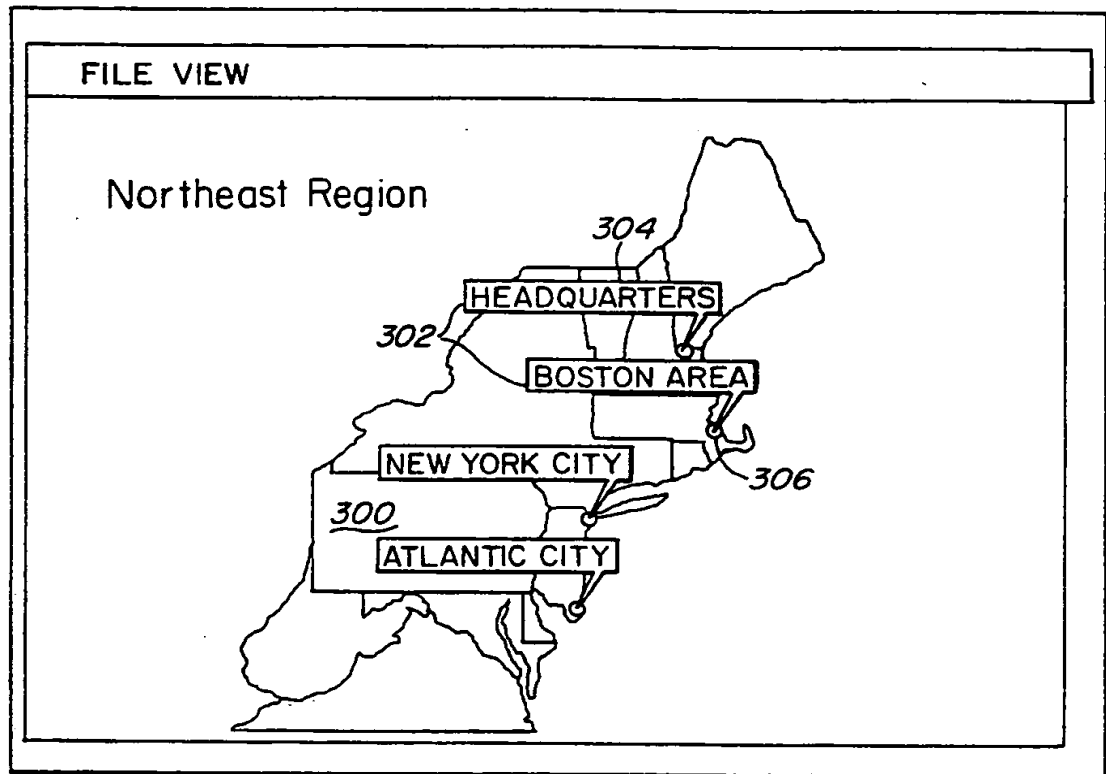 FILE VIEW
Northeast Region
304
HEADQUARTERS
302
BOSTON AREA
NEW YORK CITY
306
300
ATLANTIC CITY